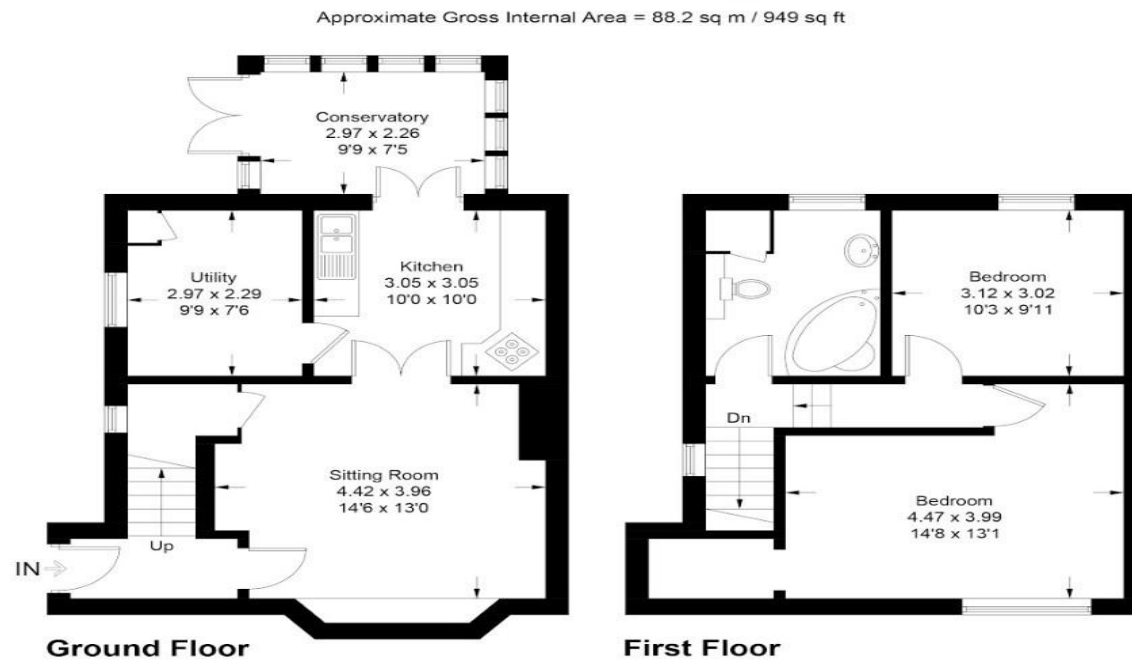 Approximate Gross Internal Area = 88.2 sq m / 949 sq ft
Conservatory
2.97 x 2.26
9'9 x 7'5
Utility
2.97 x 2.29
9'9 x 7'6
Kitchen
3.05 x 3.05
10'0 x 10'0
Sitting Room
4.42 x 3.96
14'6 x 13'0
Up
IN
Ground Floor
Bedroom
3.12 x 3.02
10'3 x 9'11
Dn
Bedroom
4.47 x 3.99
14'8 x 13'1
First Floor